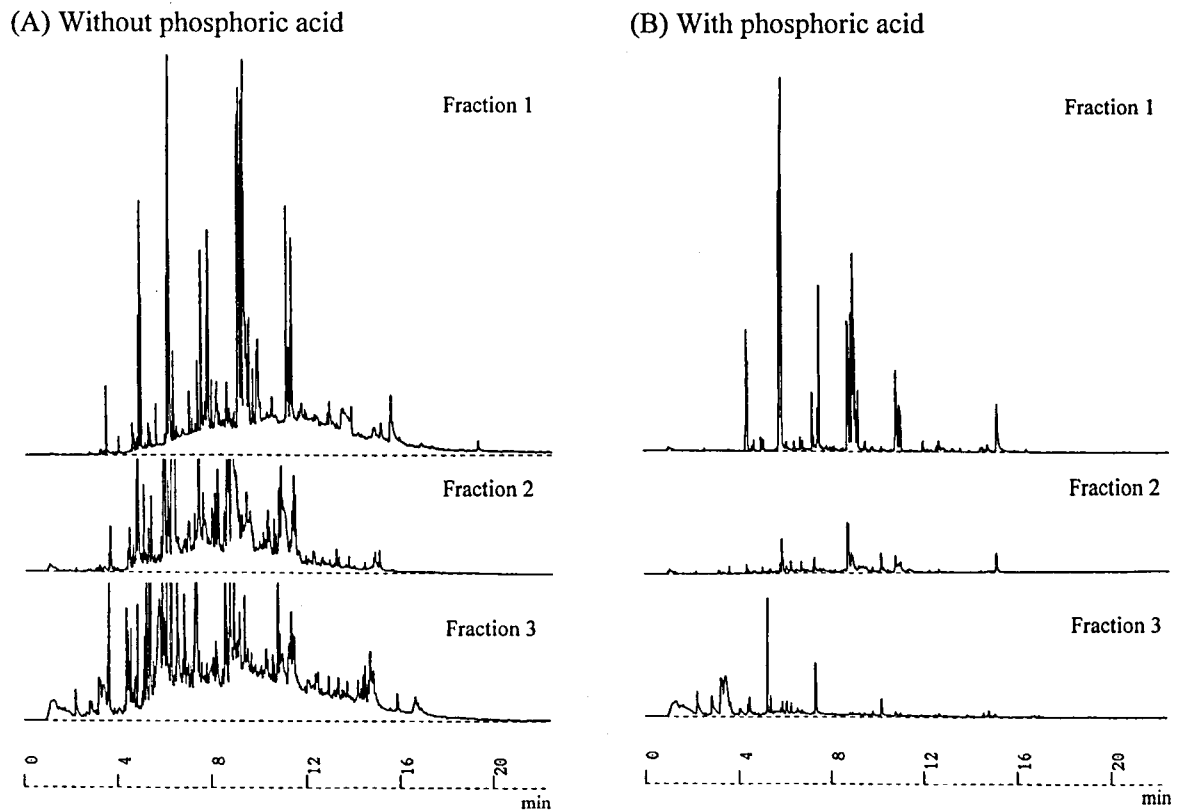 (A) Without phosphoric acid
(B) With phosphoric acid
Fraction 1
Fraction 1
Fraction 2
Fraction 2
Fraction 3
Fraction 3
0 4 8 12 16 20
min
0 4 8 12 16 20
min